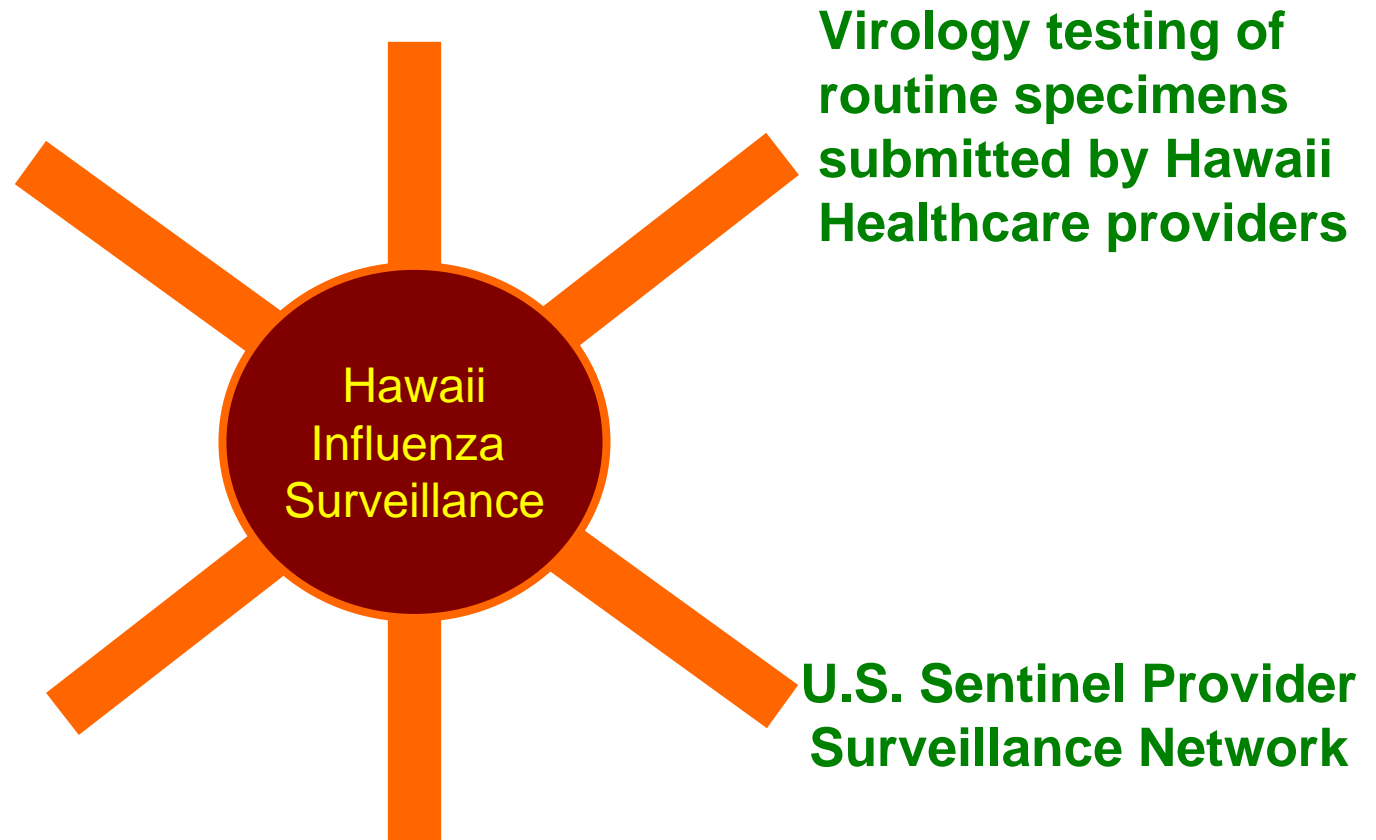 Virology testing of
routine specimens
submitted by Hawaii
Healthcare providers
Hawaii
Influenza
Surveillance
U.S. Sentinel Provider
Surveillance Network